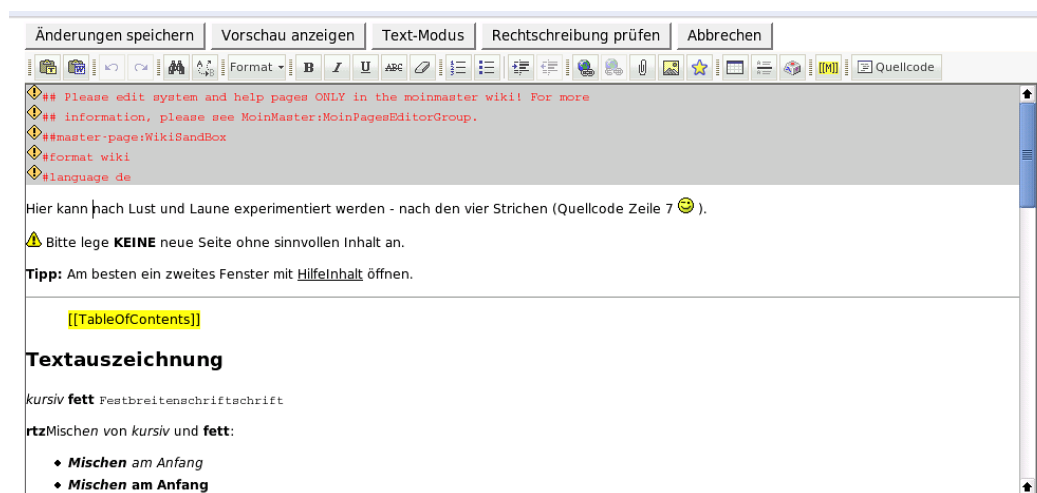 Änderungen speichern Vorschau anzeigen Text-Modus Rechtschreibung prüfen Abbrechen
Format B I U ABC [[M]] Quellcode
## Please edit system and help pages ONLY in the moinmaster wiki! For more
## information, please see MoinMaster:MoinPagesEditorGroup.
##master-page:WikiSandBox
#format wiki
#language de
Hier kann nach Lust und Laune experimentiert werden - nach den vier Strichen (Quellcode Zeile 7 ).
Bitte lege KEINE neue Seite ohne sinnvollen Inhalt an.
Tipp: Am besten ein zweites Fenster mit HilfeInhalt öffnen.
[[TableOfContents]]
Textauszeichnung
kursiv fett Festbreitenschriftschrift
rtzMischen von kursiv und fett:
Mischen am Anfang
Mischen am Anfang